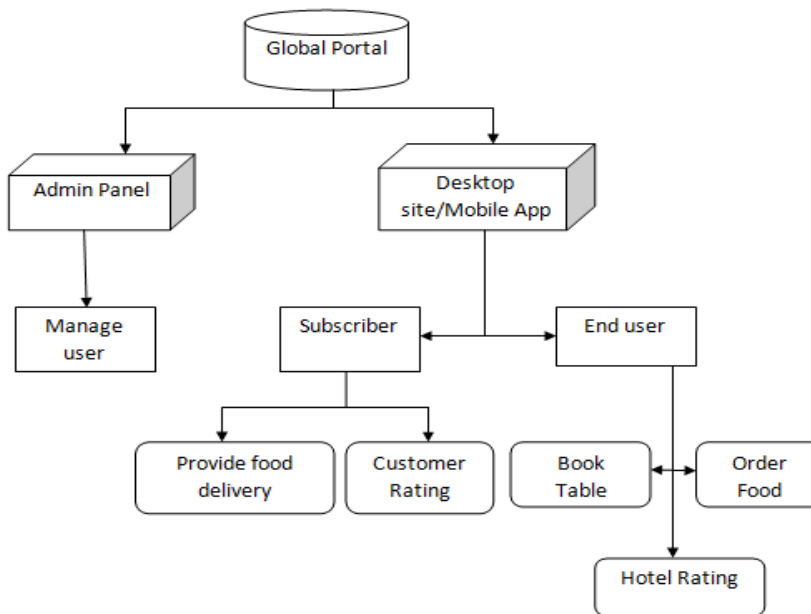 Global Portal
Admin Panel
Desktop
site/Mobile App
Manage
user
Subscriber
End user
Provide food
delivery
Customer
Rating
Book
Table
Order
Food
Hotel Rating